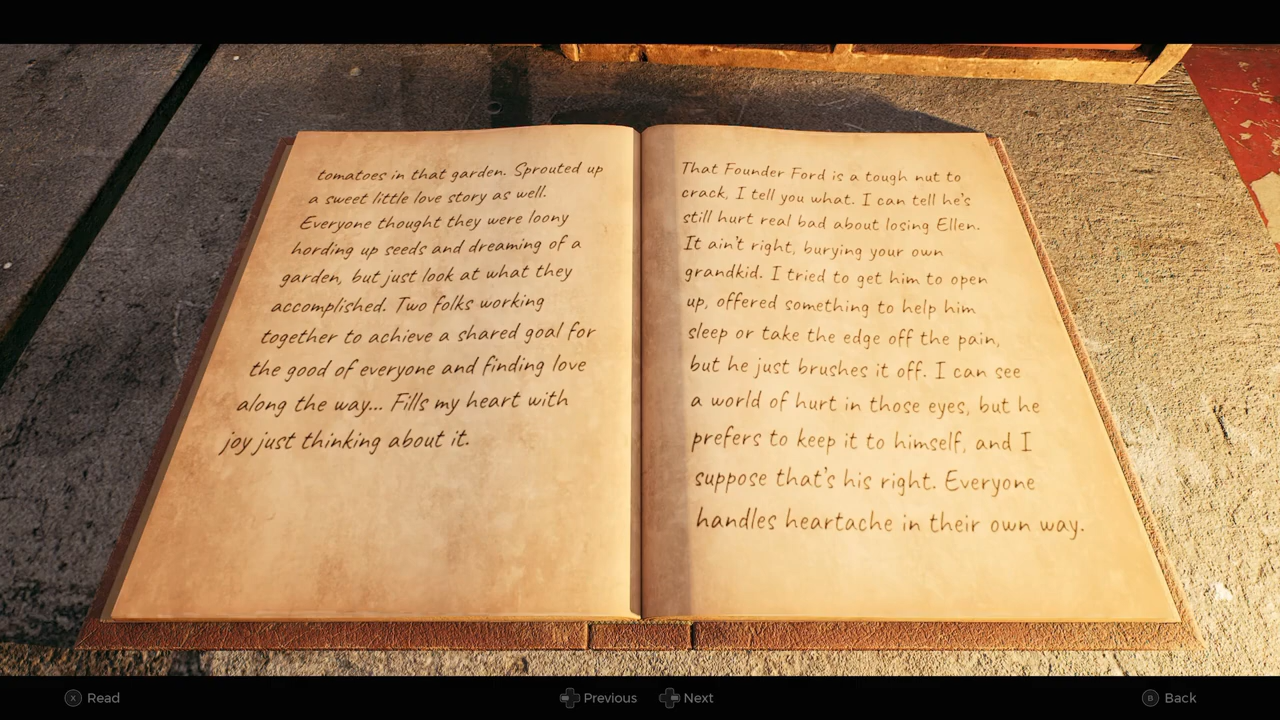 tomatoes in that garden. Sprouted up
a sweet little love story as well.
Everyone thought they were loony
hording up seeds and dreaming of a
garden, but just look at what they
accomplished. Two folks working
together to achieve a shared goal for
the good of everyone and finding love
along the way... Fills my heart with
joy just thinking about it.
That Founder Ford is a tough nut to
crack, I tell you what. I can tell he's
still hurt real bad about losing Ellen.
It ain't right, burying your own
grandkid. I tried to get him to open
up, offered something to help him
sleep or take the edge off the pain,
but he just brushes it off. I can see
a world of hurt in those eyes, but he
prefers to keep it to himself, and I
suppose that's his right. Everyone
handles heartache in their own way.
X Read
Previous
Next
B Back